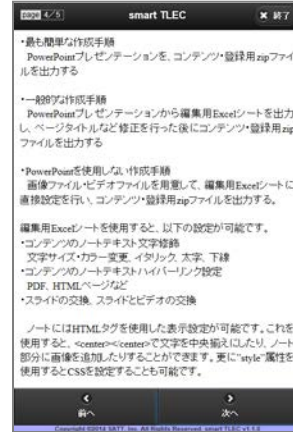 page 4/5
smart TLEC
× 終了
・最も簡単な作成手順
PowerPointプレゼンテーションを、コンテンツ・登録用zipファイ
ルを出力する
・一般的な作成手順
PowerPointプレゼンテーションから編集用Excelシートを出力
し、ページタイトルなど修正を行った後にコンテンツ・登録用zip
ファイルを出力する
・PowerPointを使用しない作成手順
画像ファイル・ビデオファイルを用意して、編集用Excelシートに
直接設定を行い、コンテンツ・登録用zipファイルを出力する。
編集用Excelシートを使用すると、以下の設定が可能です。
・コンテンツのノートテキスト文字修飾
文字サイズ・カラー変更、イタリック、太字、下線
・コンテンツのノートテキストハイパーリンク設定
PDF、HTMLページなど
・スライドの交換、スライドとビデオの交換
ノートにはHTMLタグを使用した表示設定が可能です。これを
使用すると、<center></center>で文字を中央揃えにしたり、ノート
部分に画像を追加したりすることができます。更に"style"属性を
使用するとCSSを設定することも可能です。
前へ
次へ
Copyright ©2014 SATT, Inc. All Rights Reserved. smart TLEC v1.1.0